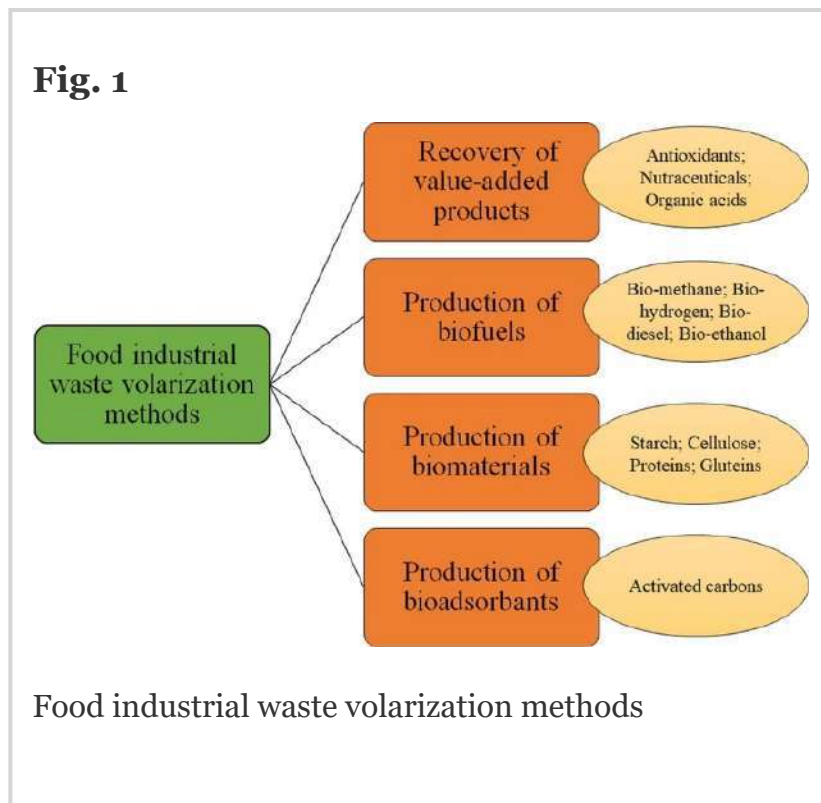 Fig. 1
Recovery of
value-added
products
Antioxidants;
Nutraceuticals;
Organic acids
Production of
biofuels
Bio-methane; Bio-
hydrogen; Bio-
diesel; Bio-ethanol
Food industrial
waste volarization
methods
Production of
biomaterials
Starch; Cellulose;
Proteins; Gluteins
Production of
bioadsorbants
Activated carbons
Food industrial waste volarization methods